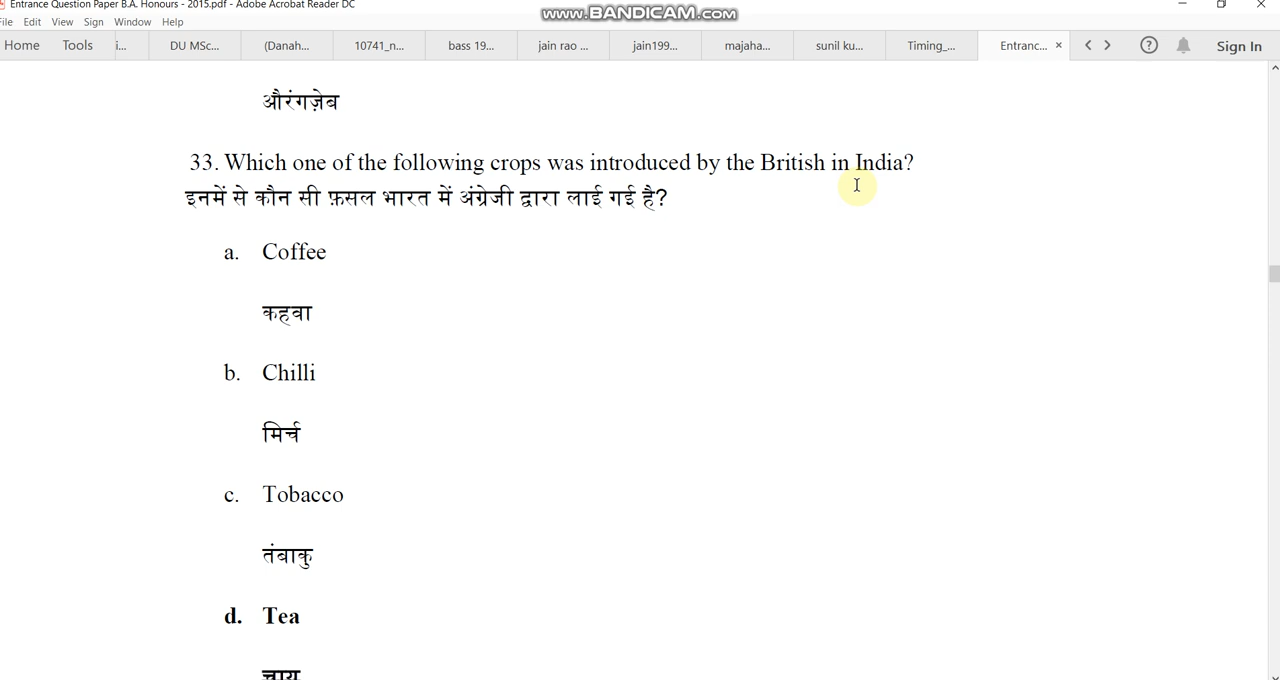 Entrance Question Paper B.A. Honours - 2015.pdf - Adobe Acrobat Reader DC
www.BANDICAM.com
File Edit View Sign Window Help
Home Tools i... DU MSc... (Danah... 10741_n... bass 19... jain rao ... jain199... majaha... sunil ku... Timing_... Entranc... × Sign In
औरंगज़ेब
33. Which one of the following crops was introduced by the British in India?
इनमें से कौन सी फ़सल भारत में अंग्रेजी द्वारा लाई गई है?
a. Coffee
कहवा
b. Chilli
मिर्च
c. Tobacco
तंबाकु
d. Tea
चाय